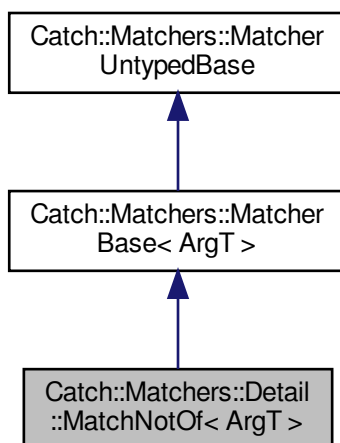 Catch::Matchers::Matcher
UntypedBase
Catch::Matchers::Matcher
Base< ArgT >
Catch::Matchers::Detail
::MatchNotOf< ArgT >